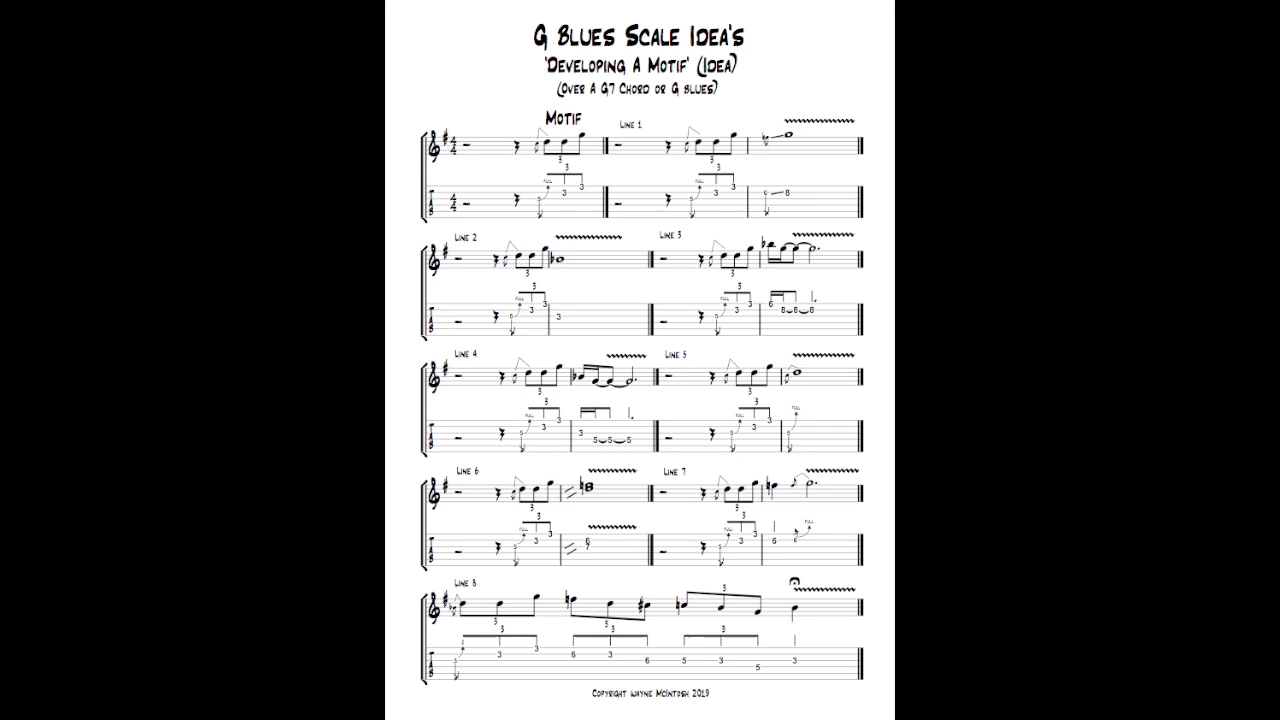 G Blues Scale Idea's
'Developing A Motif' (Idea)
(Over A G7 Chord or G blues)
Motif
Line 1
Line 2
Line 3
Line 4
Line 5
Line 6
Line 7
Line 8
Copyright Wayne McIntosh 2019